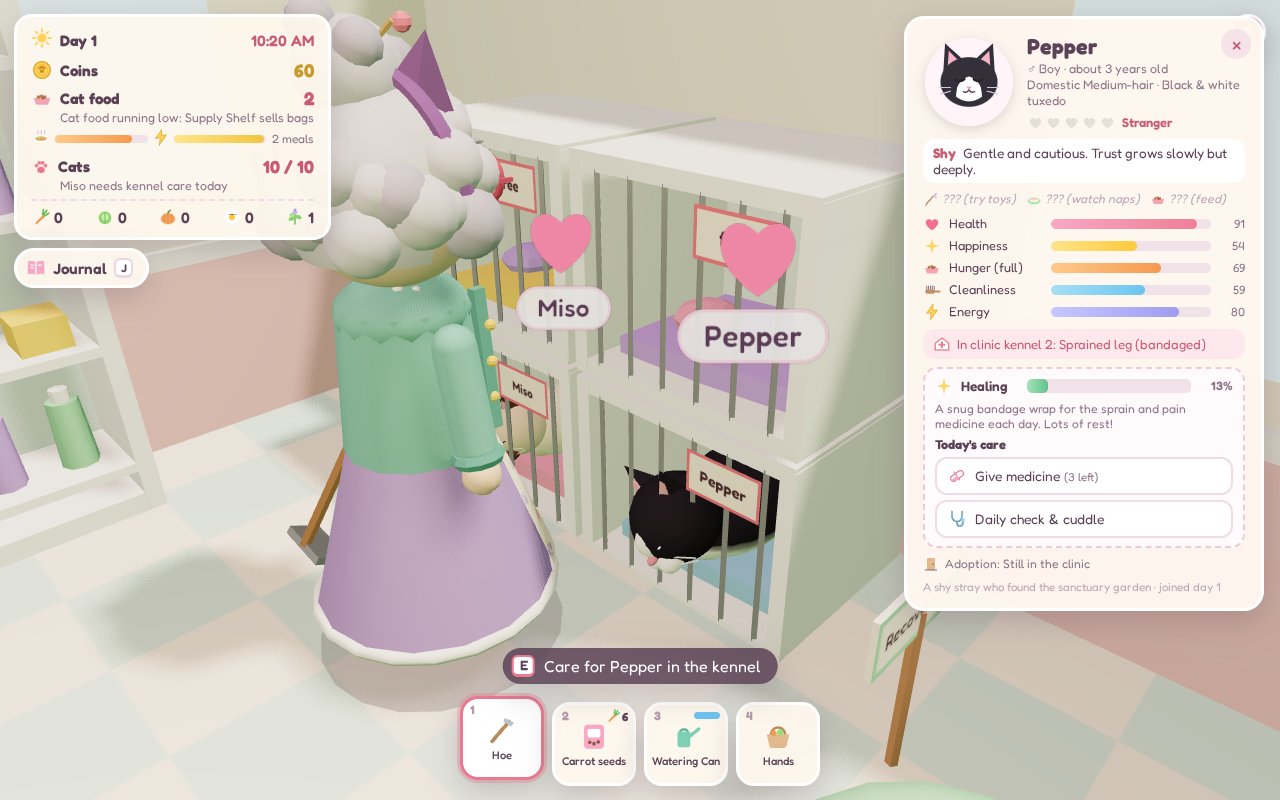 Day 1 10:20 AM
Coins 60
Cat food 2
Cat food running low: Supply Shelf sells bags
2 meals
Cats 10 / 10
Miso needs kennel care today
0 0 0 0 1
Journal J
Miso
Pepper
Miso
Pepper
Pepper
♂ Boy · about 3 years old
Domestic Medium-hair · Black & white
tuxedo
Stranger
Shy Gentle and cautious. Trust grows slowly but
deeply.
??? (try toys) ??? (watch naps) ??? (feed)
Health 91
Happiness 54
Hunger (full) 69
Cleanliness 59
Energy 80
In clinic kennel 2: Sprained leg (bandaged)
Healing 13%
A snug bandage wrap for the sprain and pain
medicine each day. Lots of rest!
Today's care
Give medicine (3 left)
Daily check & cuddle
Adoption: Still in the clinic
A shy stray who found the sanctuary garden · joined day 1
E Care for Pepper in the kennel
1 Hoe
2 6 Carrot seeds
3 Watering Can
4 Hands